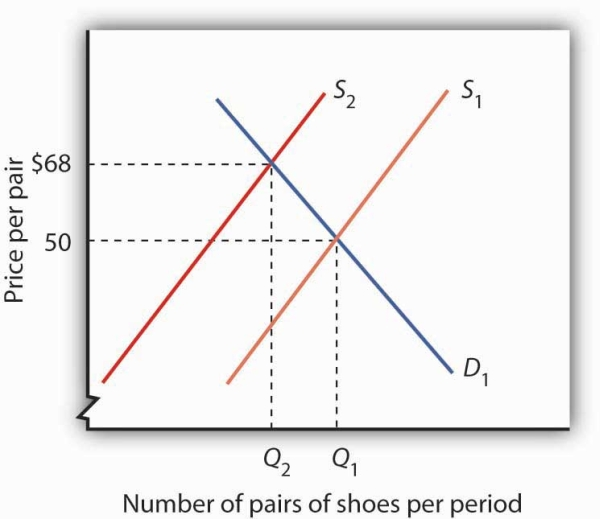 S2
S1
$68
50
Price per pair
D1
Q2
Q1
Number of pairs of shoes per period